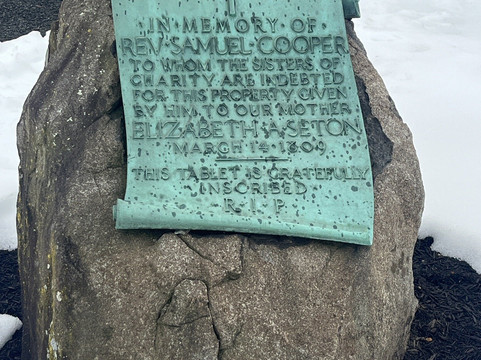 IN MEMORY OF
REV. SAMUEL COOPER
TO WHOM THE SISTERS OF
CHARITY ARE INDEBTED
FOR THIS PROPERTY GIVEN
BY HIM TO OUR MOTHER
ELIZABETH A. SETON
MARCH 14 1809
THIS TABLET IS GRATEFULLY
INSCRIBED
R. I. P.